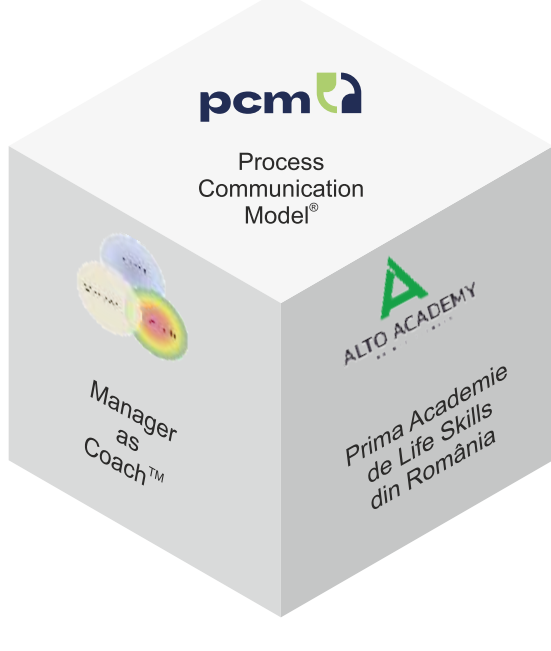 pcm
Process
Communication
Model®
Manager
as
Coach™
ALTO ACADEMY
Prima Academie
de Life Skills
din România